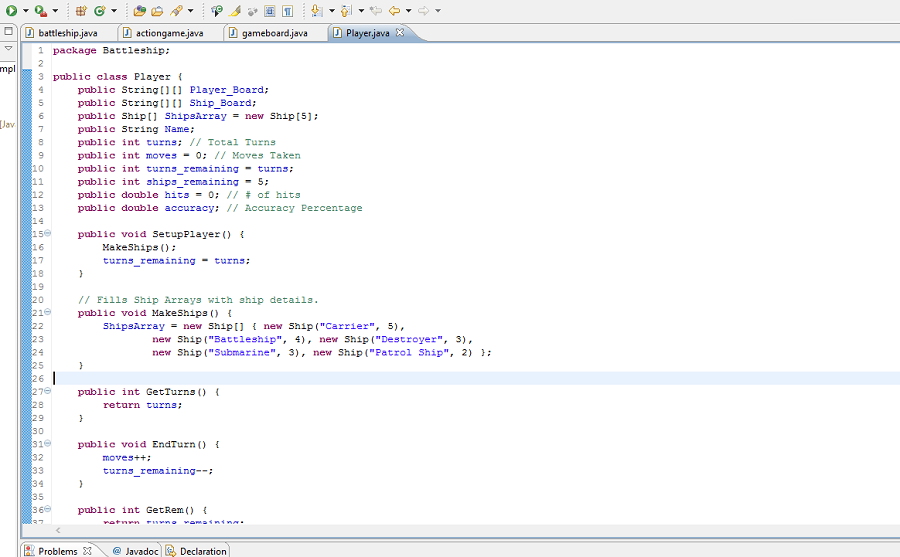 battleship.java actiongame.java gameboard.java Player.java
1 package Battleship;
2
mpl 3 public class Player {
4 public String[][] Player_Board;
5 public String[][] Ship_Board;
6 public Ship[] ShipsArray = new Ship[5];
[Jav 7 public String Name;
8 public int turns; // Total Turns
9 public int moves = 0; // Moves Taken
10 public int turns_remaining = turns;
11 public int ships_remaining = 5;
12 public double hits = 0; // # of hits
13 public double accuracy; // Accuracy Percentage
14
15 public void SetupPlayer() {
16 MakeShips();
17 turns_remaining = turns;
18 }
19
20 // Fills Ship Arrays with ship details.
21 public void MakeShips() {
22 ShipsArray = new Ship[] { new Ship("Carrier", 5),
23 new Ship("Battleship", 4), new Ship("Destroyer", 3),
24 new Ship("Submarine", 3), new Ship("Patrol Ship", 2) };
25 }
26
27 public int GetTurns() {
28 return turns;
29 }
30
31 public void EndTurn() {
32 moves++;
33 turns_remaining--;
34 }
35
36 public int GetRem() {
37 return turns_remaining;
Problems @ Javadoc Declaration